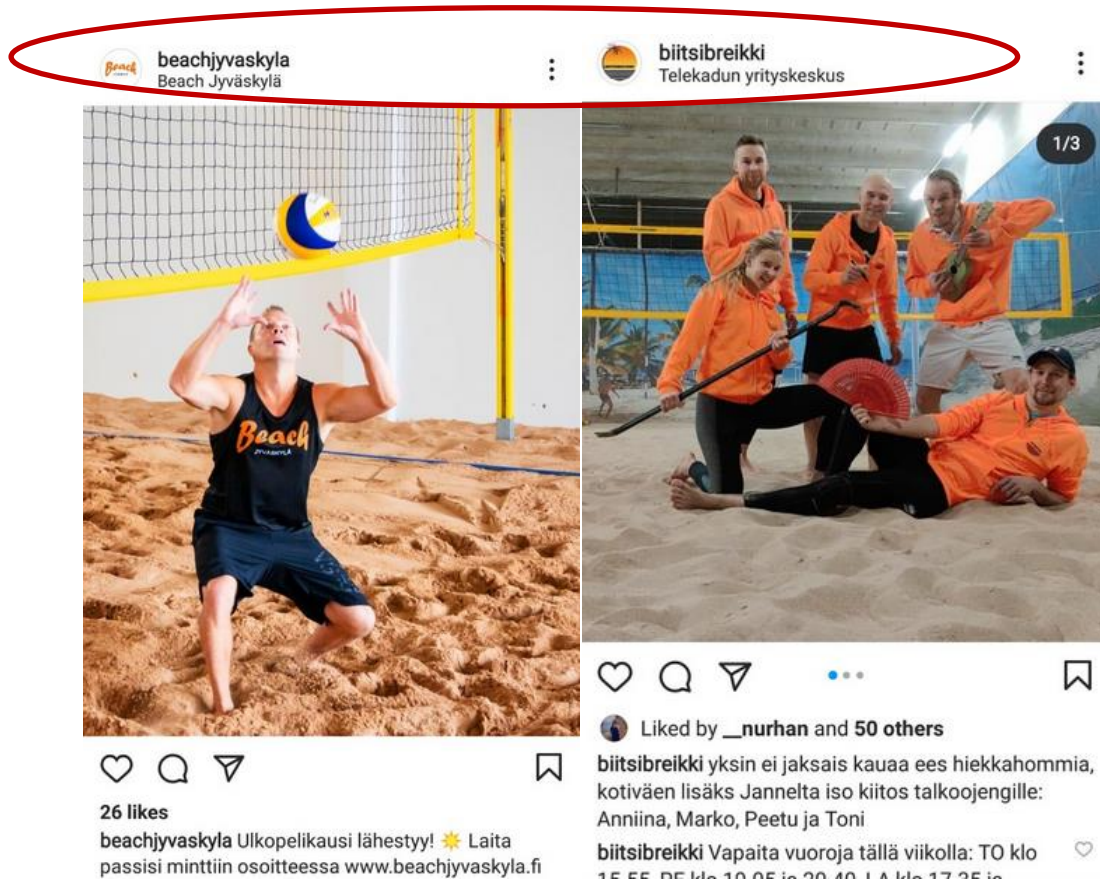 beachjyvaskyla
Beach Jyväskylä
Beach
JYVÄSKYLÄ
26 likes
beachjyvaskyla Ulkopelikausi lähestyy! ☀️ Laita
passisi minttiin osoitteessa www.beachjyvaskyla.fi
biitsibreikki
Telekadun yrityskeskus
1/3
Liked by __nurhan and 50 others
biitsibreikki yksin ei jaksais kauaa ees hiekkahommia,
kotiväen lisäks Jannelta iso kiitos talkoojengille:
Anniina, Marko, Peetu ja Toni
biitsibreikki Vapaita vuoroja tällä viikolla: TO klo